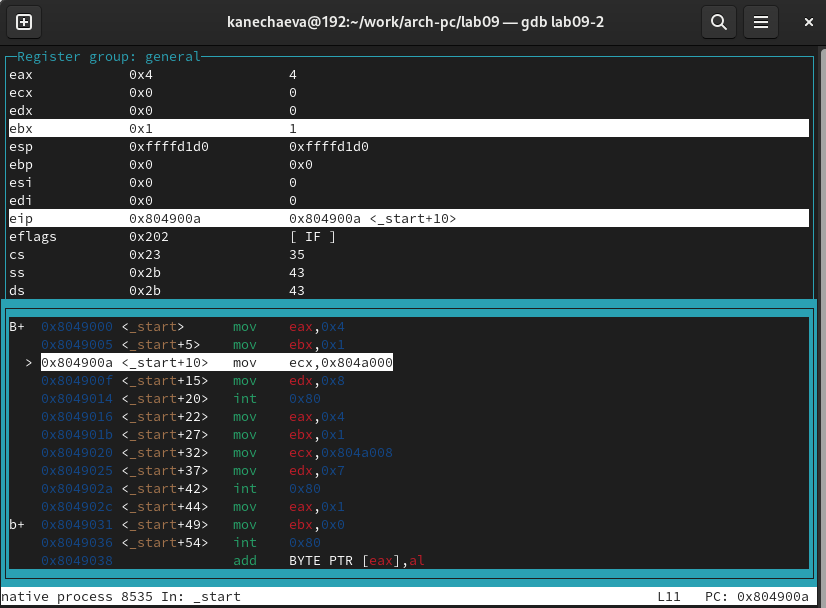 kanechaeva@192:~/work/arch-pc/lab09 — gdb lab09-2
Register group: general
eax 0x4 4
ecx 0x0 0
edx 0x0 0
ebx 0x1 1
esp 0xffffd1d0 0xffffd1d0
ebp 0x0 0x0
esi 0x0 0
edi 0x0 0
eip 0x804900a 0x804900a <_start+10>
eflags 0x202 [ IF ]
cs 0x23 35
ss 0x2b 43
ds 0x2b 43
B+ 0x8049000 <_start> mov eax,0x4
0x8049005 <_start+5> mov ebx,0x1
> 0x804900a <_start+10> mov ecx,0x804a000
0x804900f <_start+15> mov edx,0x8
0x8049014 <_start+20> int 0x80
0x8049016 <_start+22> mov eax,0x4
0x804901b <_start+27> mov ebx,0x1
0x8049020 <_start+32> mov ecx,0x804a008
0x8049025 <_start+37> mov edx,0x7
0x804902a <_start+42> int 0x80
0x804902c <_start+44> mov eax,0x1
b+ 0x8049031 <_start+49> mov ebx,0x0
0x8049036 <_start+54> int 0x80
0x8049038 add BYTE PTR [eax],al
native process 8535 In: _start L11 PC: 0x804900a